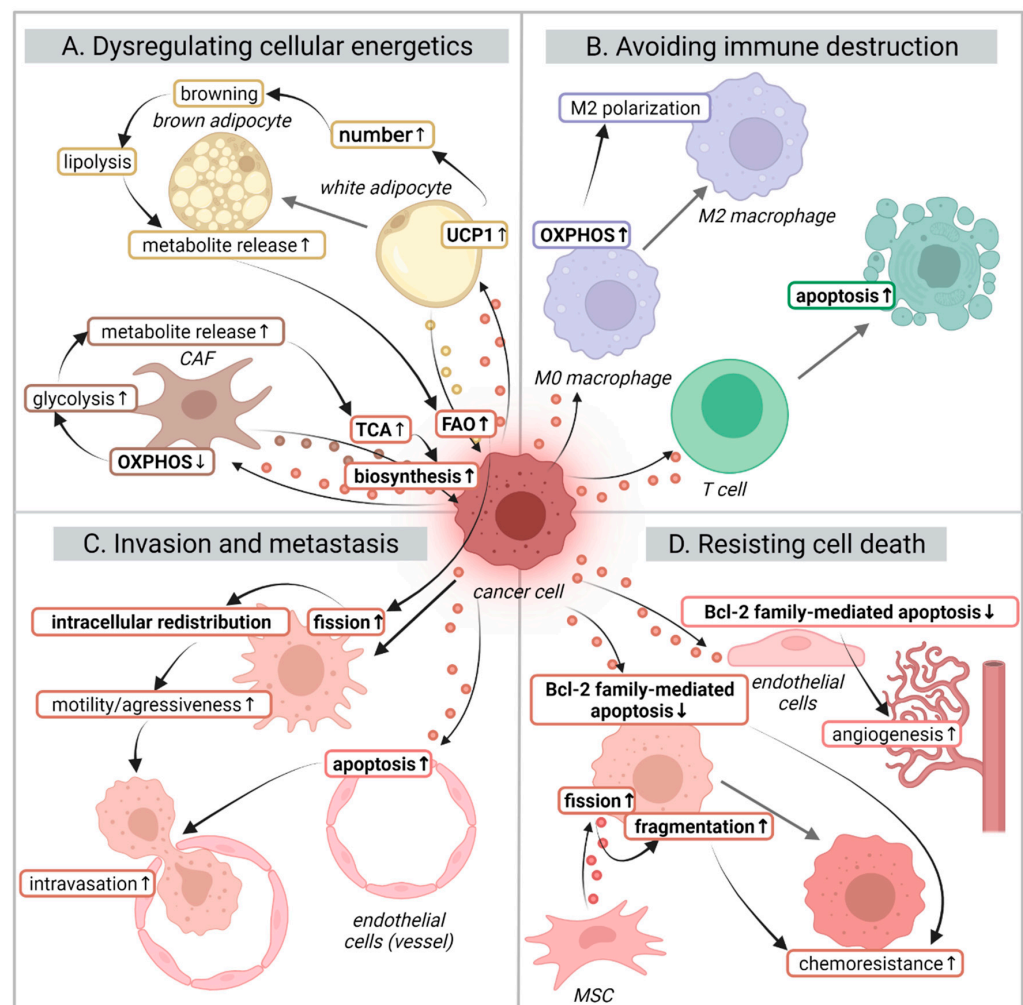 A. Dysregulating cellular energetics
browning
brown adipocyte
number↑
lipolysis
white adipocyte
metabolite release↑
UCP1↑
metabolite release↑
CAF
glycolysis↑
TCA↑
FAO↑
OXPHOS↓
biosynthesis↑
B. Avoiding immune destruction
M2 polarization
M2 macrophage
OXPHOS↑
apoptosis↑
M0 macrophage
T cell
cancer cell
C. Invasion and metastasis
intracellular redistribution
fission↑
motility/agressiveness↑
apoptosis↑
intravasation↑
endothelial
cells (vessel)
D. Resisting cell death
Bcl-2 family-mediated apoptosis↓
endothelial
cells
Bcl-2 family-mediated
apoptosis↓
angiogenesis↑
fission↑
fragmentation↑
chemoresistance↑
MSC